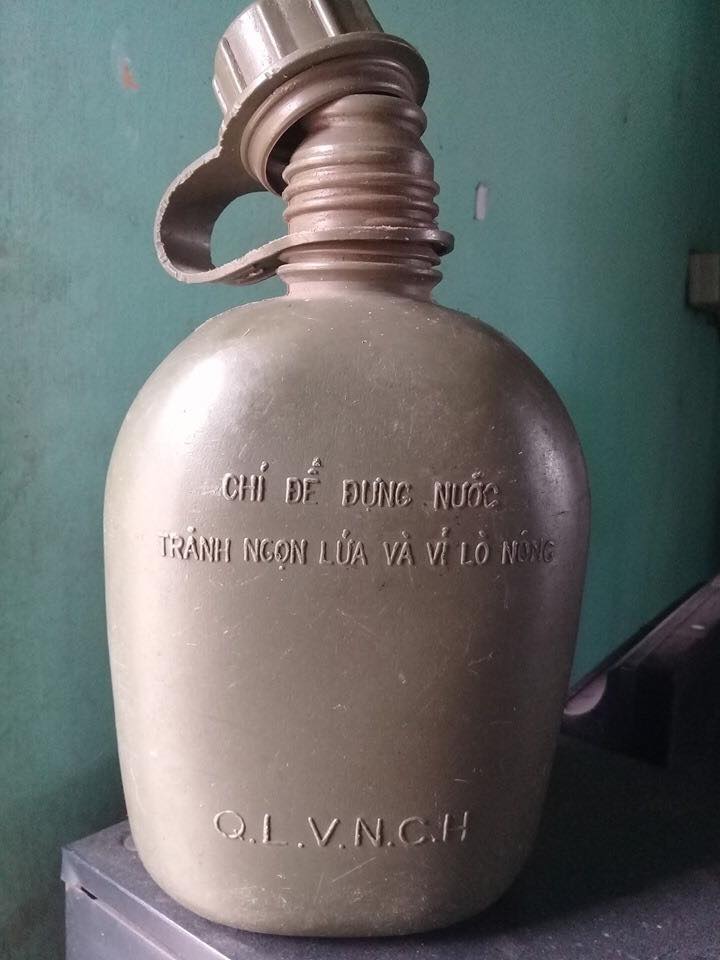 CHỈ ĐỂ ĐỰNG NƯỚC
TRÁNH NGỌN LỬA VÀ VỈ LÒ NÓNG
Q.L.V.N.C.H